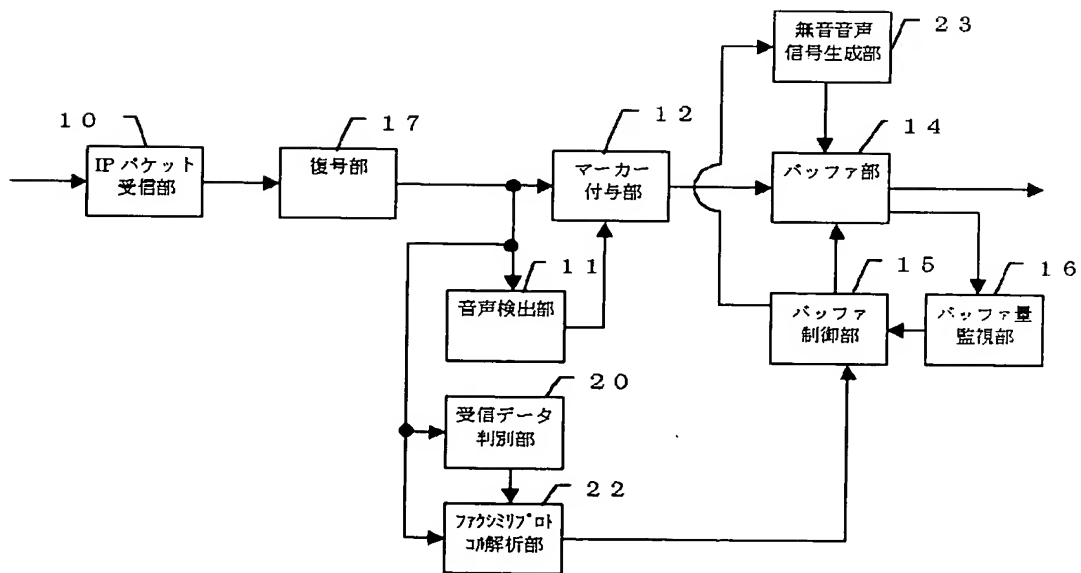 無音音声
信号生成部
２３
１０
IP パケット
受信部
１７
復号部
１２
マーカー
付与部
１４
バッファ部
１１
音声検出部
１５
バッファ
制御部
１６
バッファ量
監視部
２０
受信データ
判別部
２２
ﾌｧｸｼﾐﾘﾌﾟﾛﾄ
ｺﾙ解析部